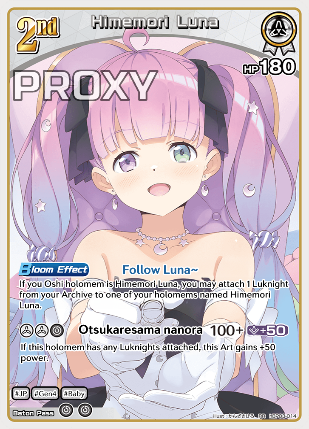 2nd
Himemori Luna
HP 180
PROXY
Bloom Effect Follow Luna~
If you Oshi holomem is Himemori Luna, you may attach 1 Luknight
from your Archive to one of your holomems named Himemori
Luna.
Otsukaresama nanora 100+ +50
If this holomem has any Luknights attached, this Art gains +50
power.
#JP #Gen4 #Baby
Baton Pass